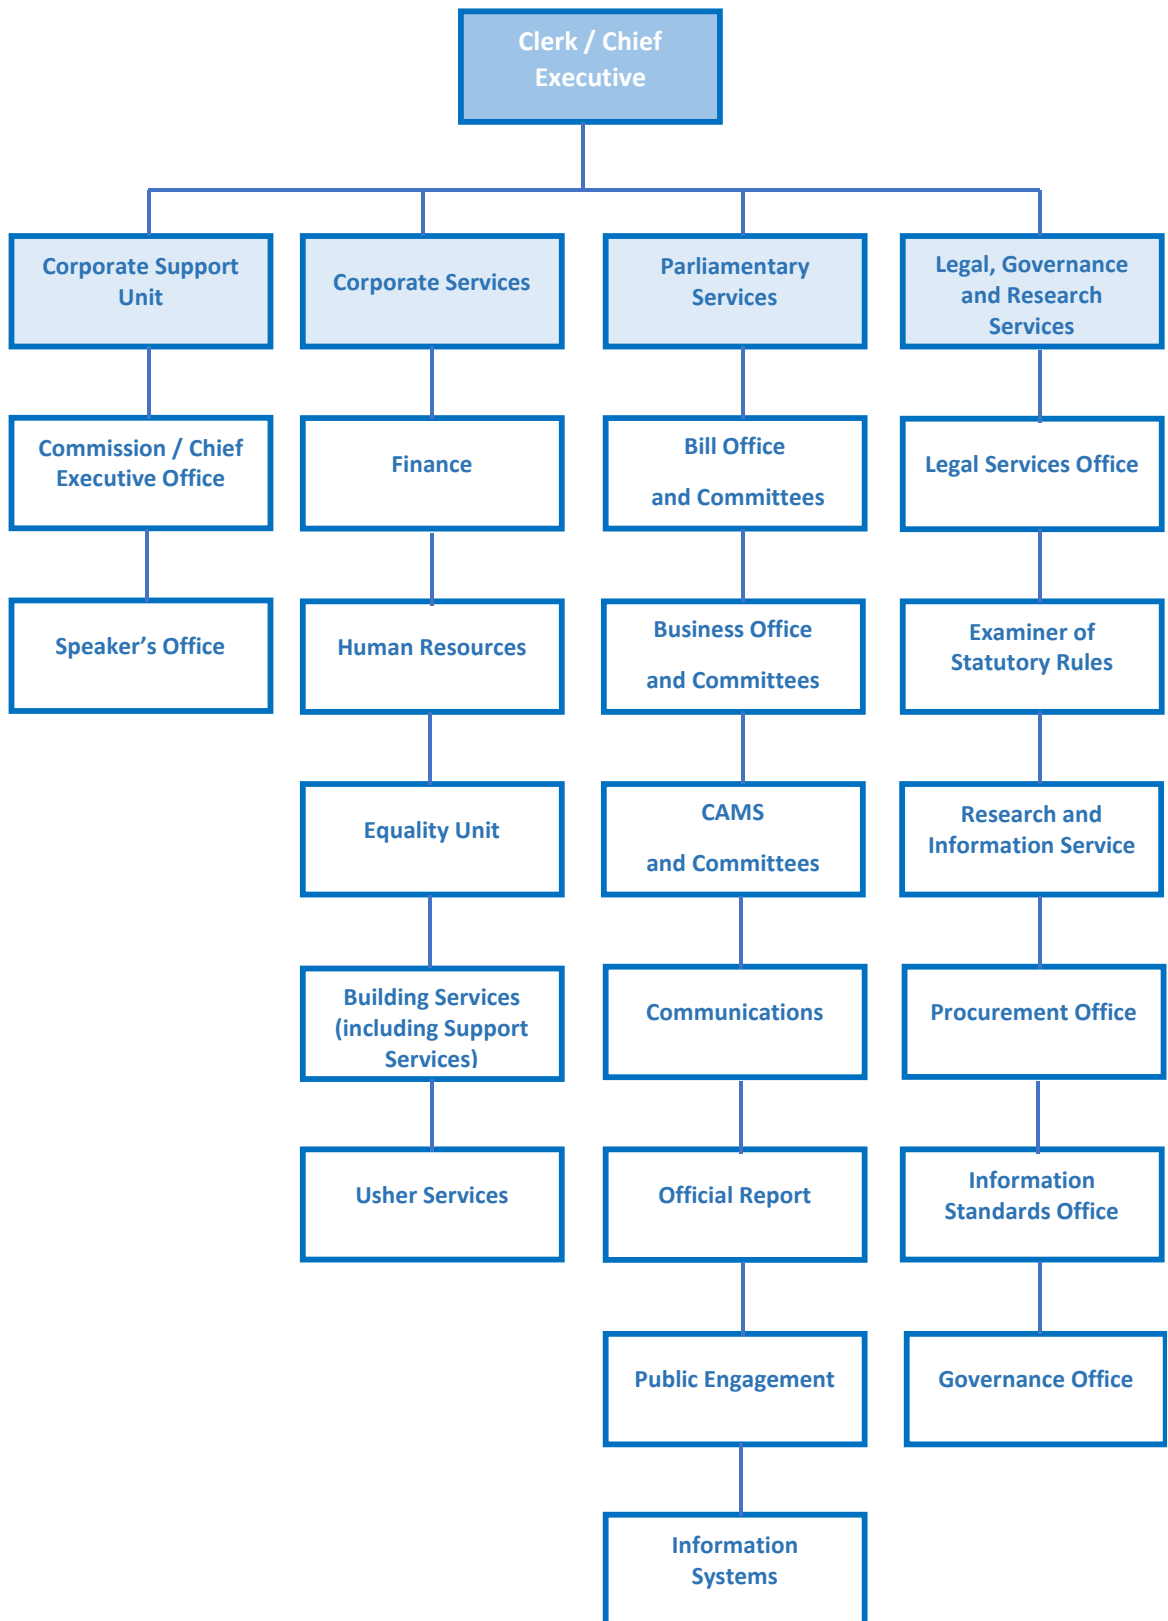 Clerk / Chief
Executive
Corporate Support
Unit
Corporate Services
Parliamentary
Services
Legal, Governance
and Research
Services
Commission / Chief
Executive Office
Finance
Bill Office
and Committees
Legal Services Office
Speaker’s Office
Human Resources
Business Office
and Committees
Examiner of
Statutory Rules
Equality Unit
CAMS
and Committees
Research and
Information Service
Building Services
(including Support
Services)
Communications
Procurement Office
Usher Services
Official Report
Information
Standards Office
Public Engagement
Governance Office
Information
Systems